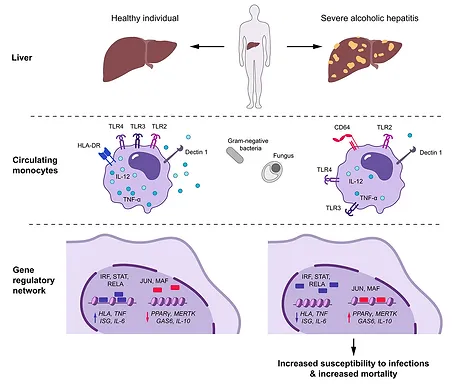 Healthy individual
Severe alcoholic hepatitis
Liver
TLR4 TLR3 TLR2
HLA-DR
Dectin 1
IL-12
TNF-α
Gram-negative
bacteria
Fungus
CD64
TLR2
Dectin 1
TLR4
IL-12
TNF-α
TLR3
Circulating
monocytes
Gene
regulatory
network
IRF, STAT,
RELA
JUN, MAF
HLA, TNF
ISG, IL-6
PPARγ, MERTK
GAS6, IL-10
IRF, STAT,
RELA
JUN, MAF
HLA, TNF
ISG, IL-6
PPARγ, MERTK
GAS6, IL-10
Increased susceptibility to infections
& increased mortality